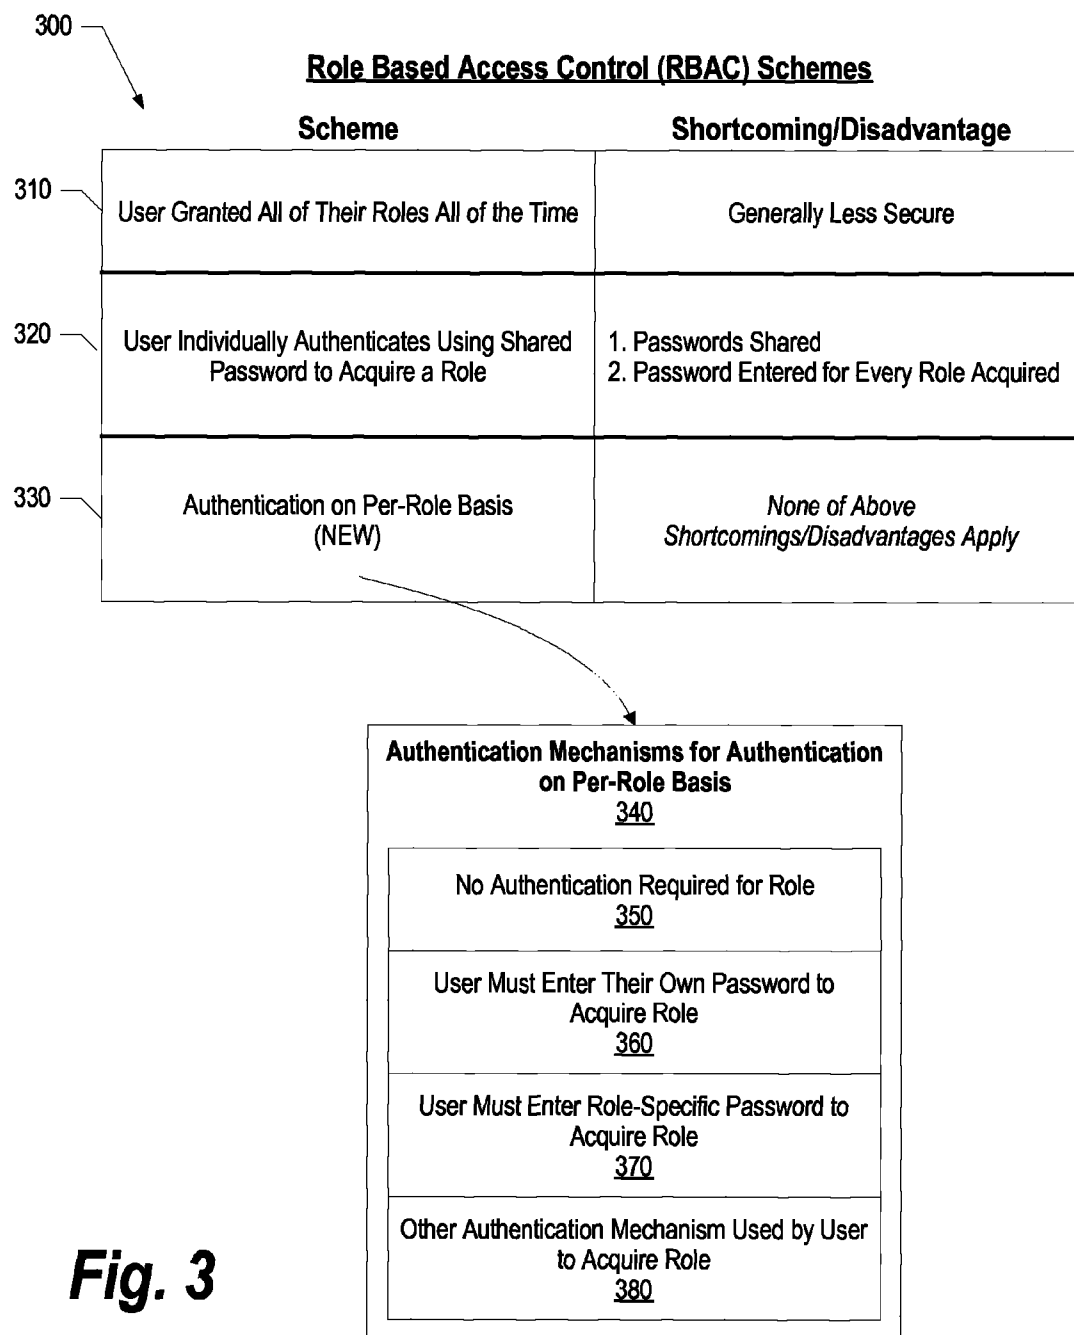 300
Role Based Access Control (RBAC) Schemes
Scheme
Shortcoming/Disadvantage
310
User Granted All of Their Roles All of the Time
Generally Less Secure
320
User Individually Authenticates Using Shared
Password to Acquire a Role
1. Passwords Shared
2. Password Entered for Every Role Acquired
330
Authentication on Per-Role Basis
(NEW)
None of Above
Shortcomings/Disadvantages Apply
Authentication Mechanisms for Authentication
on Per-Role Basis
340
No Authentication Required for Role
350
User Must Enter Their Own Password to
Acquire Role
360
User Must Enter Role-Specific Password to
Acquire Role
370
Other Authentication Mechanism Used by User
to Acquire Role
380
Fig. 3